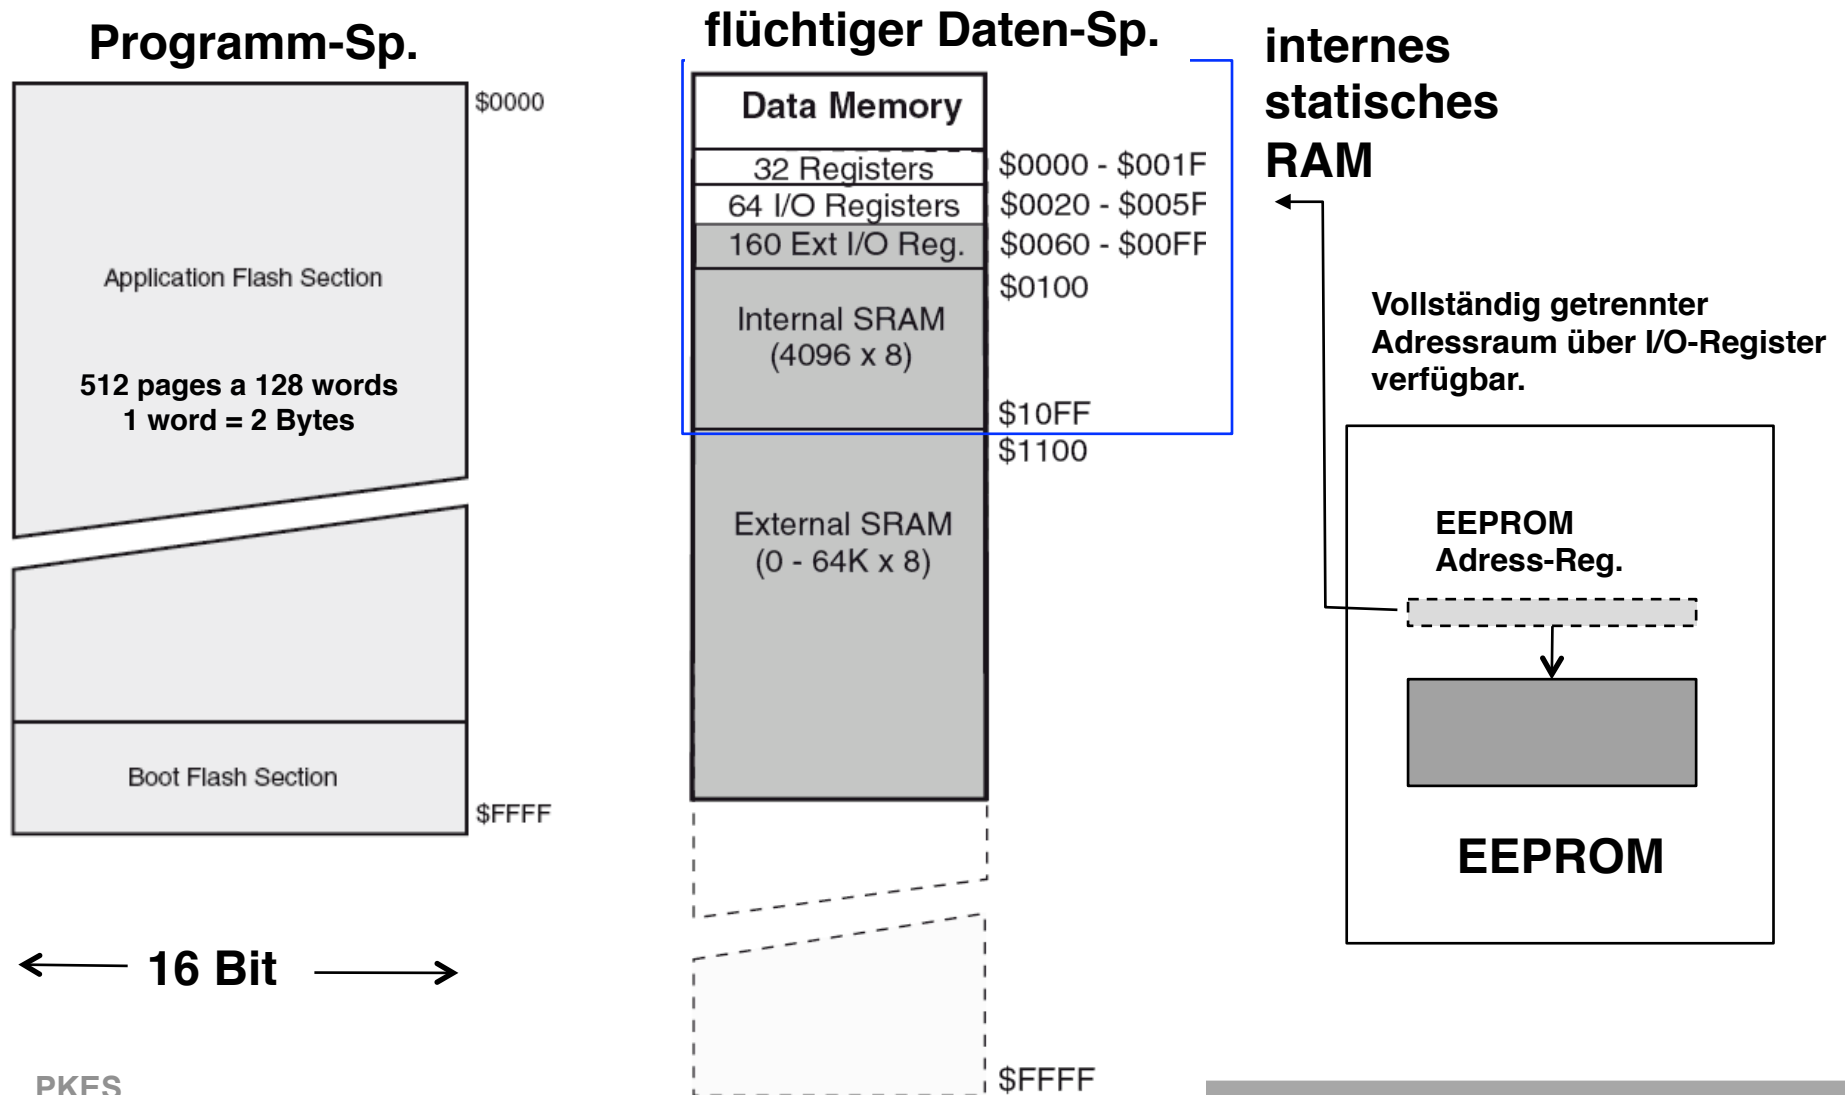 Programm-Sp.
$0000
Application Flash Section
512 pages a 128 words
1 word = 2 Bytes
Boot Flash Section
$FFFF
16 Bit
flüchtiger Daten-Sp.
Data Memory
32 Registers
$0000 - $001F
64 I/O Registers
$0020 - $005F
160 Ext I/O Reg.
$0060 - $00FF
$0100
Internal SRAM
(4096 x 8)
$10FF
$1100
External SRAM
(0 - 64K x 8)
$FFFF
internes
statisches
RAM
Vollständig getrennter
Adressraum über I/O-Register
verfügbar.
EEPROM
Adress-Reg.
EEPROM
PKES